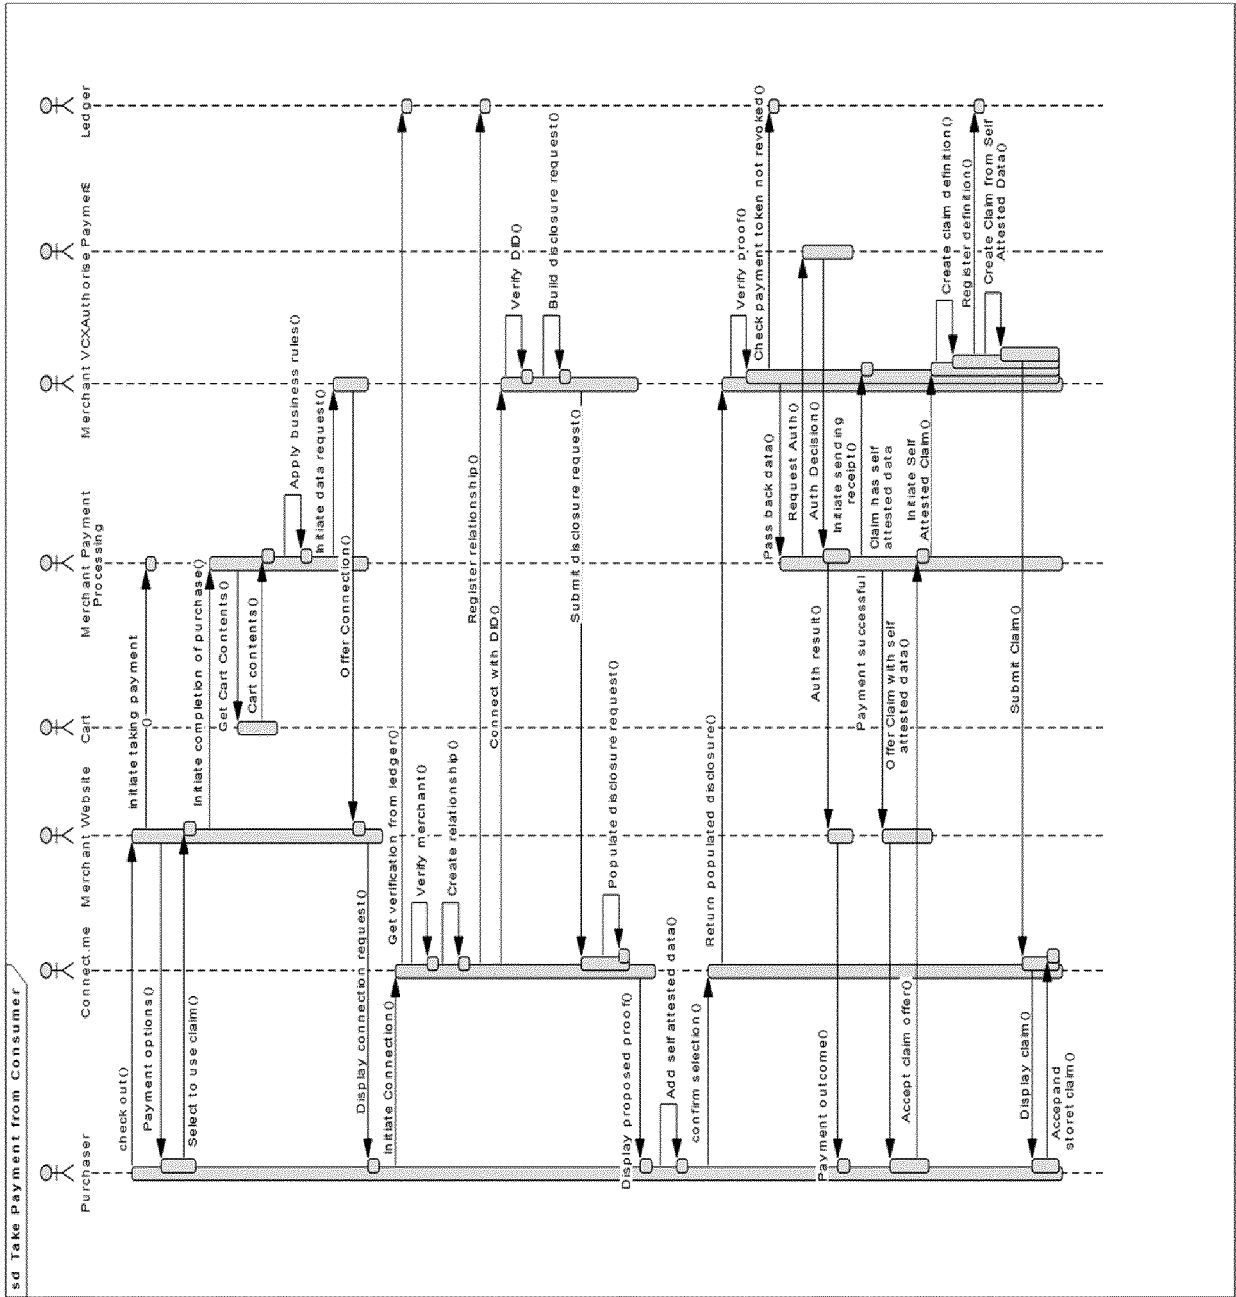 sd Take Payment from Consumer
Purchaser
Connect.me
Merchant Website
Cart
Merchant Payment
Processing
Merchant VCX
Authorise Payment
Ledger
check out()
initiate taking payment
()
Payment options()
Select to use claim()
Initiate completion of purchase()
Get Cart Contents()
Cart contents()
Apply business rules()
Initiate data request()
Offer Connection()
Display connection request()
initiate Connection()
Get verification from ledger()
Verify merchant()
Create relationship()
Register relationship()
Connect with DID()
Verify DID()
Build disclosure request()
Submit disclosure request()
Populate disclosure request()
Display proposed proof()
Add self attested data()
confirm selection()
Return populated disclosure()
Verify proof()
Check payment token not revoked()
Pass back data()
Request Auth()
Auth Decision()
Auth result()
Payment outcome()
Initiate sending
receipt()
Payment successful
Claim has self
attested data
Offer Claim with self
attested data()
Accept claim offer()
Initiate Self
Attested Claim()
Create claim definition()
Register definition()
Create Claim from Self
Attested Data()
Submit Claim()
Display claim()
Accepand
storet claim()